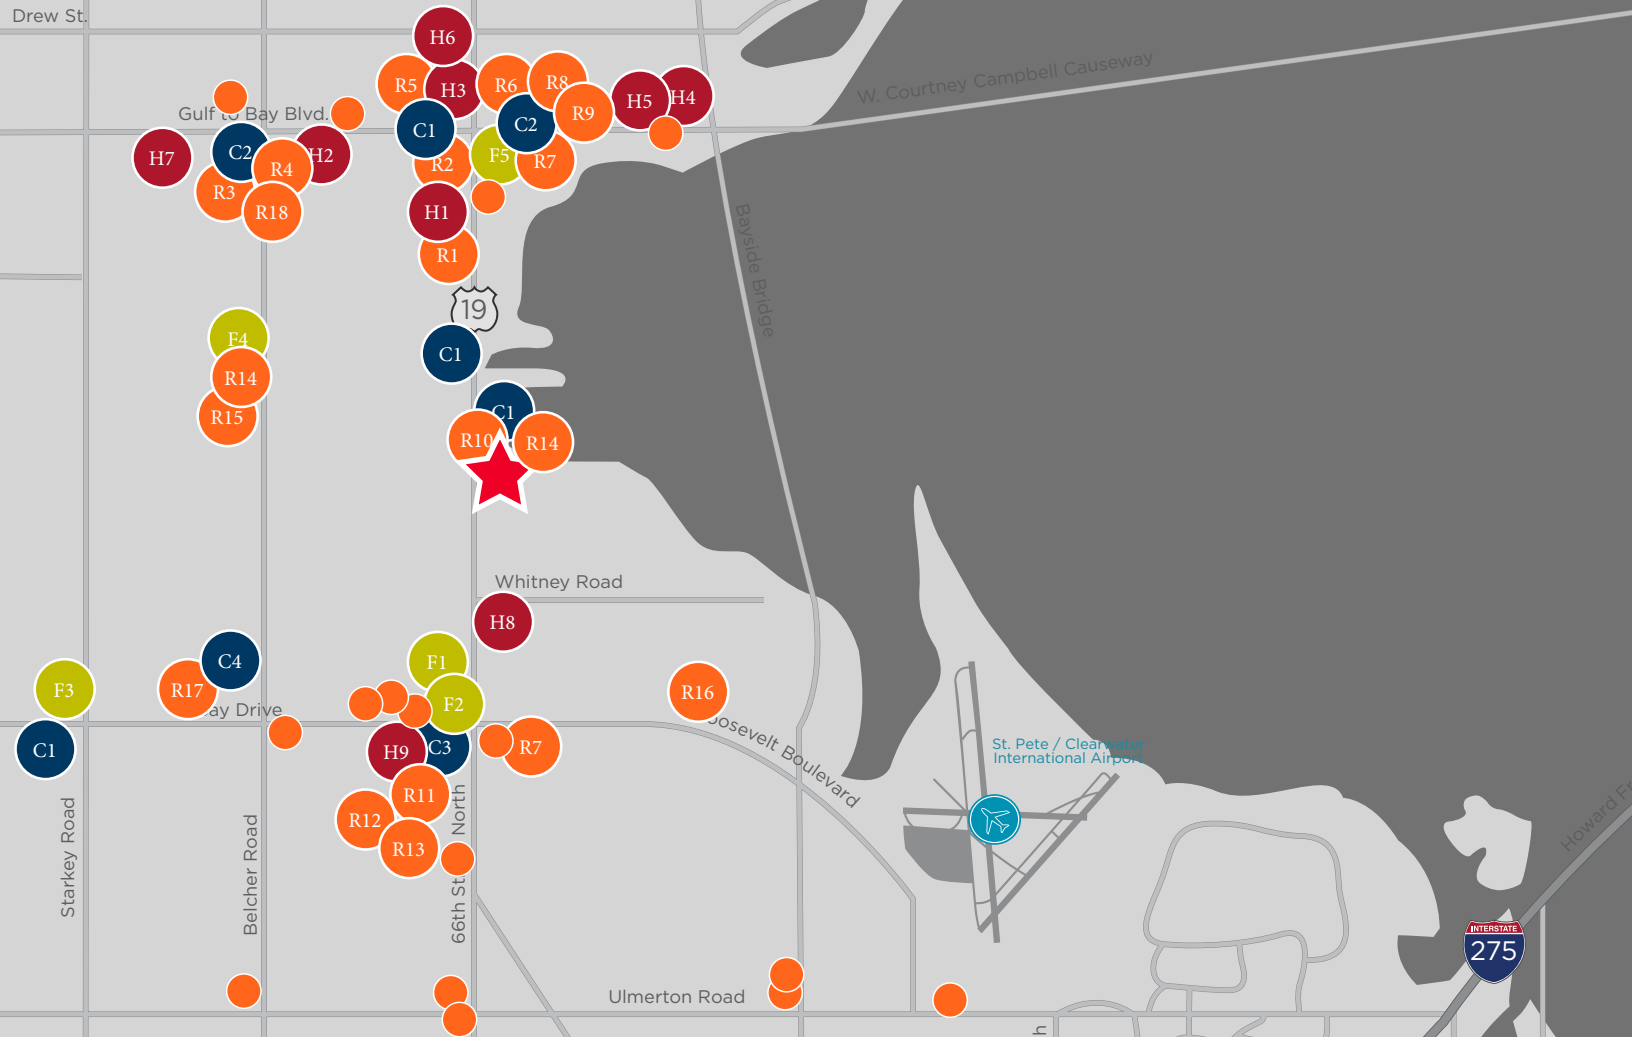 Drew St.
H6
R5
H3
R6
R8
W. Courtney Campbell Causeway
H5
H4
Gulf to Bay Blvd.
C1
C2
R9
H7
C2
R4
H2
R2
F5
R7
R3
R18
H1
Bayside Bridge
R1
19
F4
C1
R14
R15
C1
R10
R14
Whitney Road
H8
F1
C4
F3
R17
F2
R16
ay Drive
oosevelt Boulevard
C1
H9
C3
R7
St. Pete / Clearwater
International Airport
R11
R12
R13
Starkey Road
Belcher Road
66th St. North
Howard Fr
INTERSTATE
275
Ulmerton Road
h